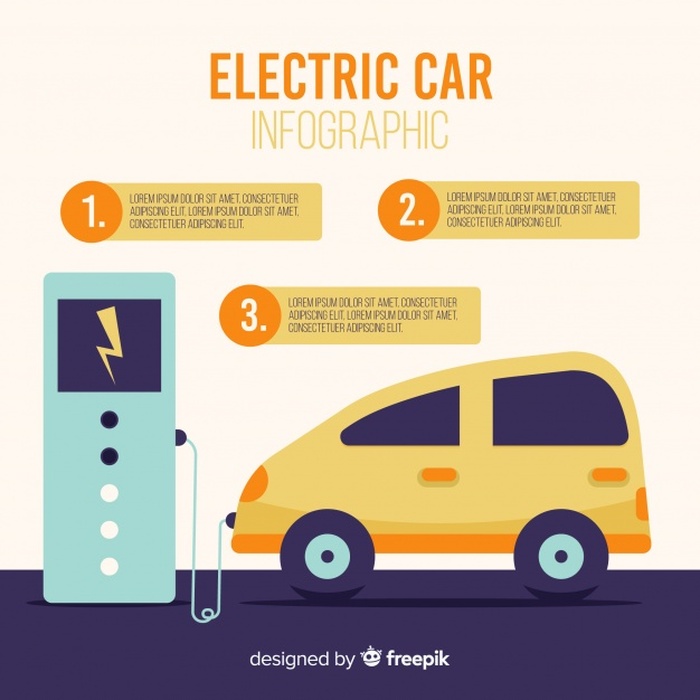 ELECTRIC CAR
INFOGRAPHIC
1.
LOREM IPSUM DOLOR SIT AMET, CONSECTETUER
ADIPISCING ELIT, LOREM IPSUM DOLOR SIT AMET,
CONSECTETUER ADIPISCING ELIT.
2.
LOREM IPSUM DOLOR SIT AMET, CONSECTETUER
ADIPISCING ELIT, LOREM IPSUM DOLOR SIT AMET,
CONSECTETUER ADIPISCING ELIT.
3.
LOREM IPSUM DOLOR SIT AMET, CONSECTETUER
ADIPISCING ELIT, LOREM IPSUM DOLOR SIT AMET,
CONSECTETUER ADIPISCING ELIT.
designed by freepik